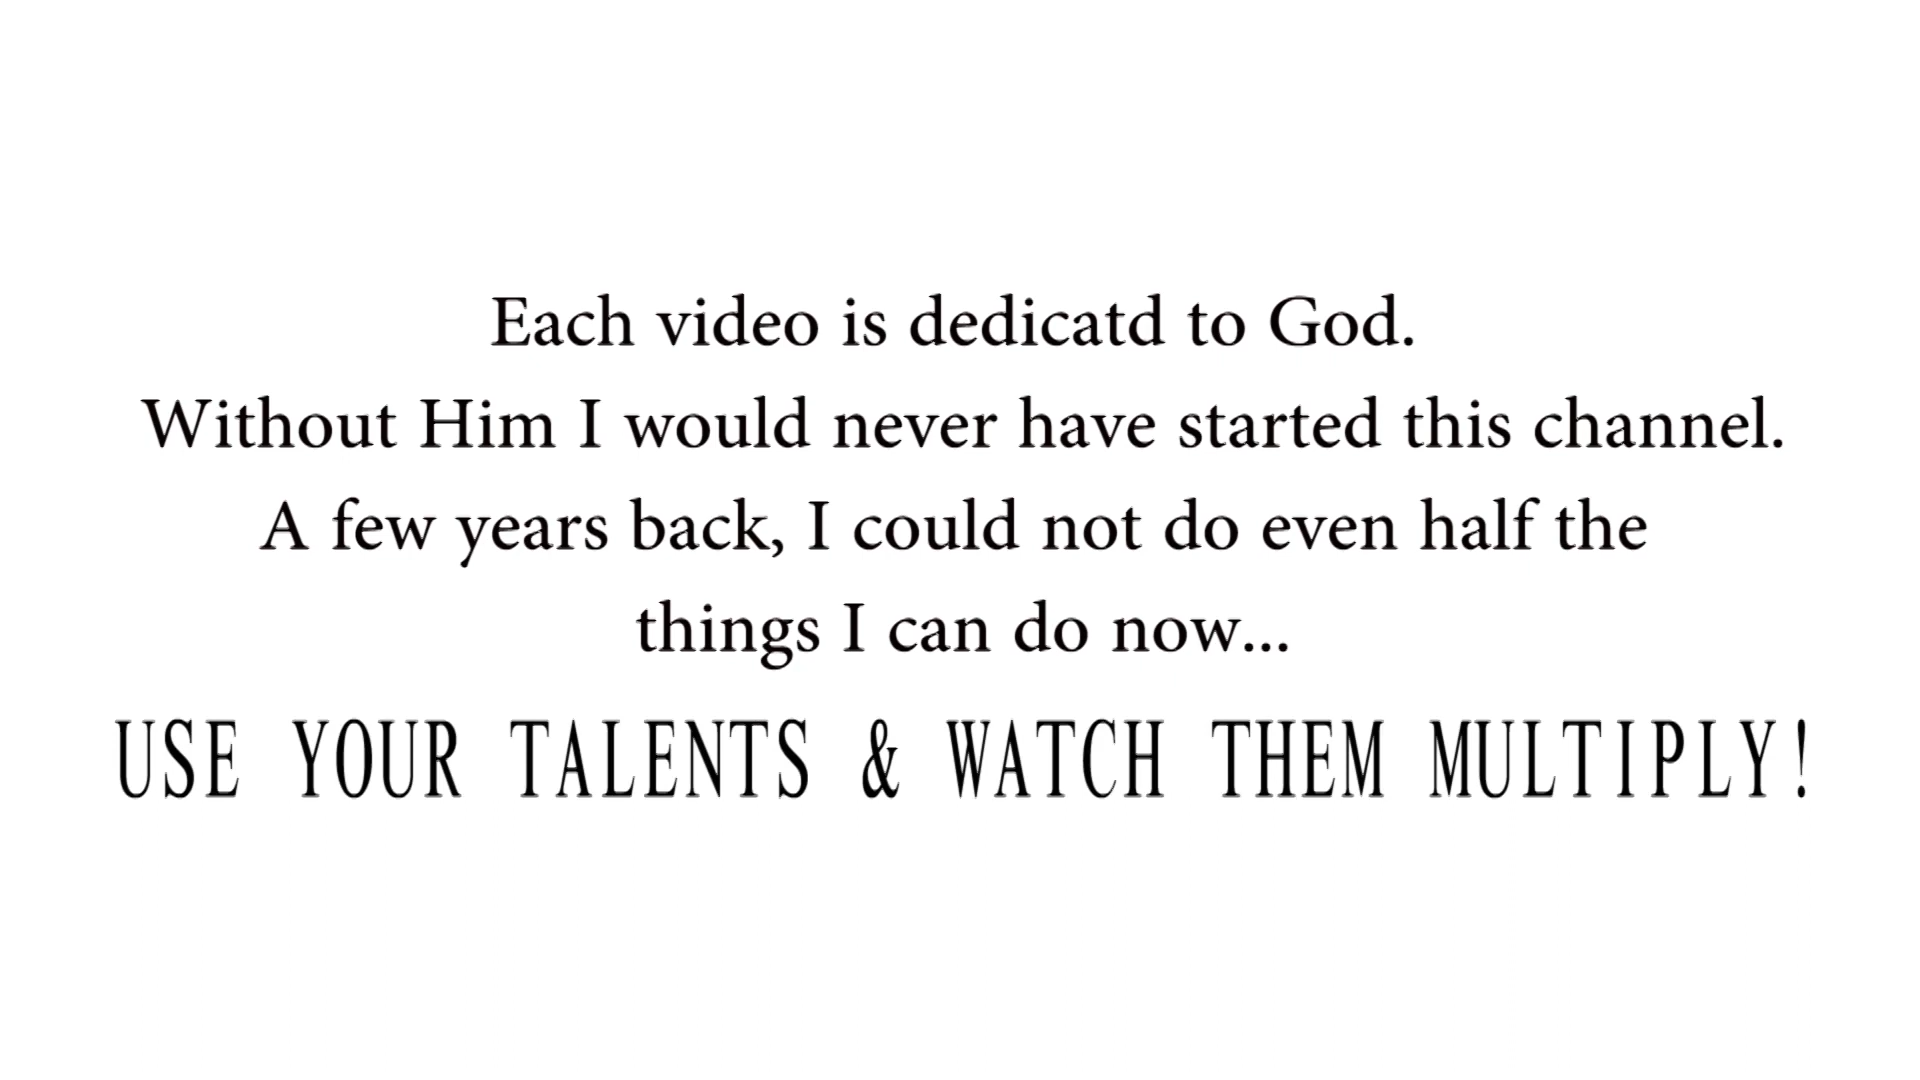 Each video is dedicatd to God.
Without Him I would never have started this channel.
A few years back, I could not do even half the
things I can do now...
USE YOUR TALENTS & WATCH THEM MULTIPLY!